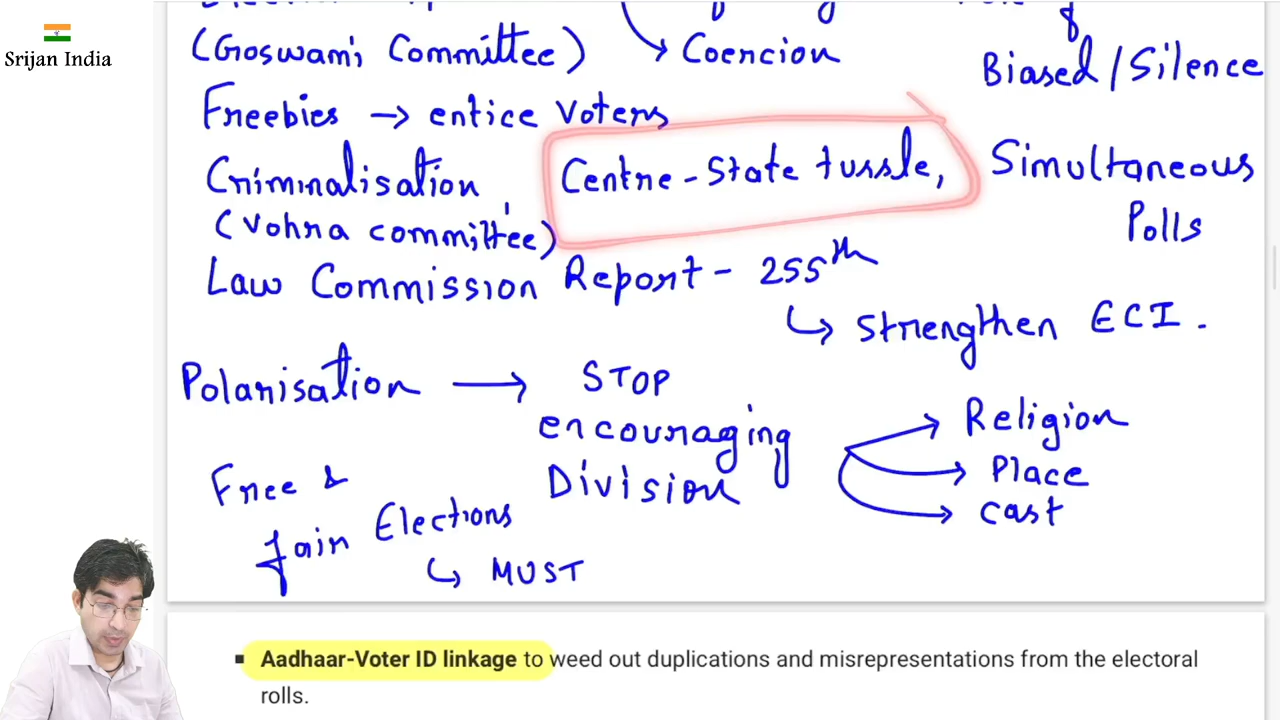 Srijan India
(Goswami Committee)
Coercion
Biased/Silence
Freebies → entice voters
Criminalisation
Centre-State tussle,
Simultaneous
Polls
(Vohra committee)
Law Commission Report - 255th
↳ strengthen ECI.
Polarisation → STOP
encouraging
Division
Religion
Place
cast
Free &
fair Elections
↳ MUST
▪ Aadhaar-Voter ID linkage to weed out duplications and misrepresentations from the electoral
rolls.